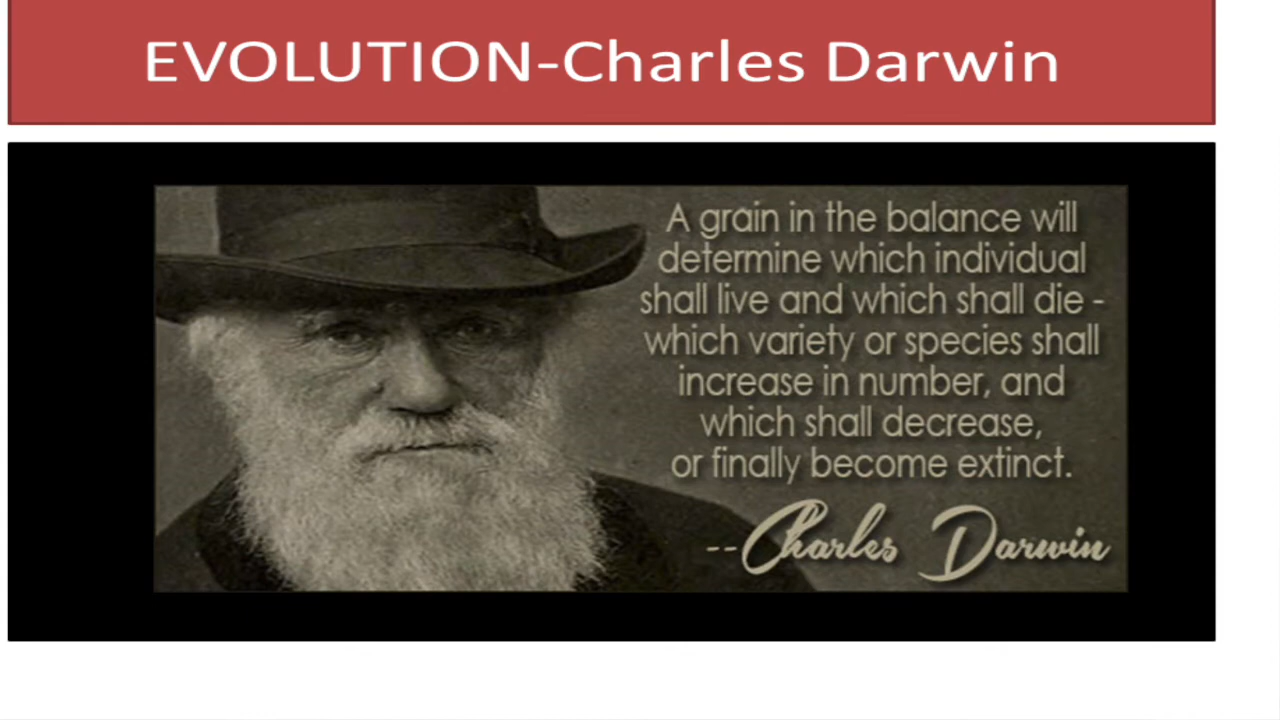 EVOLUTION-Charles Darwin
A grain in the balance will
determine which individual
shall live and which shall die -
which variety or species shall
increase in number, and
which shall decrease,
or finally become extinct.
--Charles Darwin